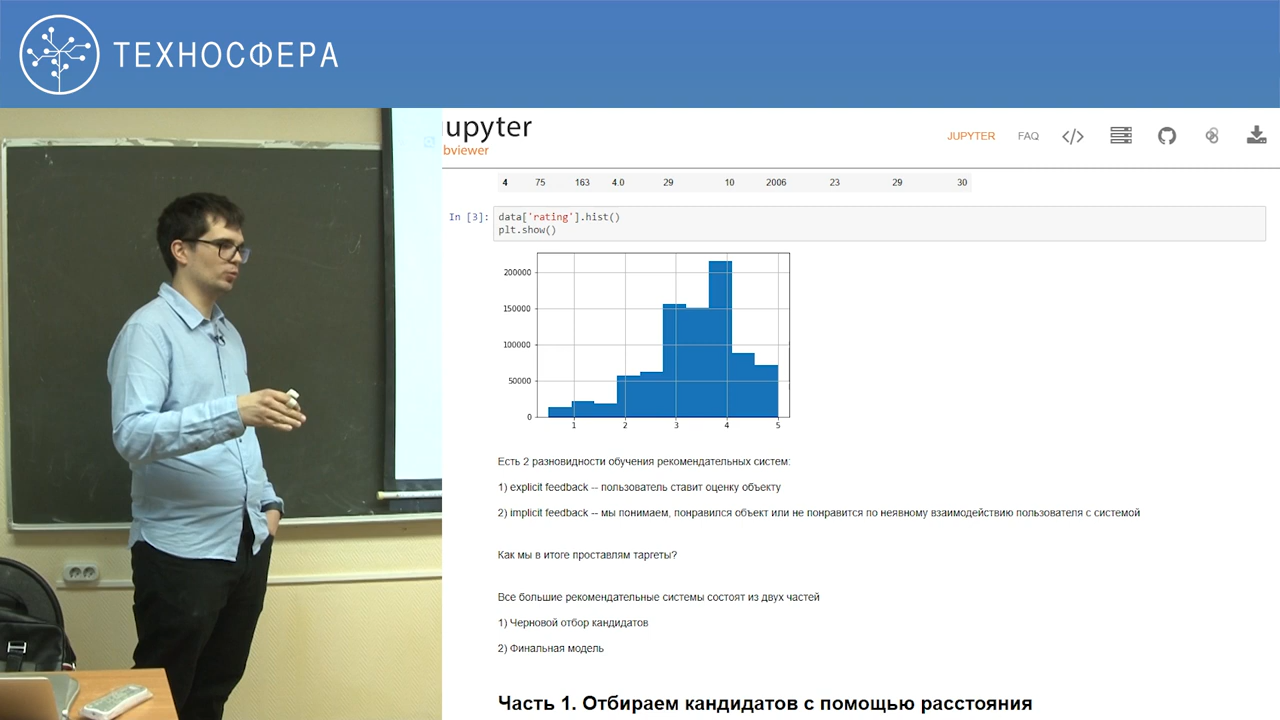 ТЕХНОСФЕРА
upyter
bviewer
JUPYTER FAQ </>
4 75 163 4.0 29 10 2006 23 29 30
In [3]: data['rating'].hist()
plt.show()
200000
150000
100000
50000
0
1 2 3 4 5
Есть 2 разновидности обучения рекомендательных систем:
1) explicit feedback -- пользователь ставит оценку объекту
2) implicit feedback -- мы понимаем, понравился объект или не понравится по неявному взаимодействию пользователя с системой
Как мы в итоге проставлям таргеты?
Все большие рекомендательные системы состоят из двух частей
1) Черновой отбор кандидатов
2) Финальная модель
Часть 1. Отбираем кандидатов с помощью расстояния